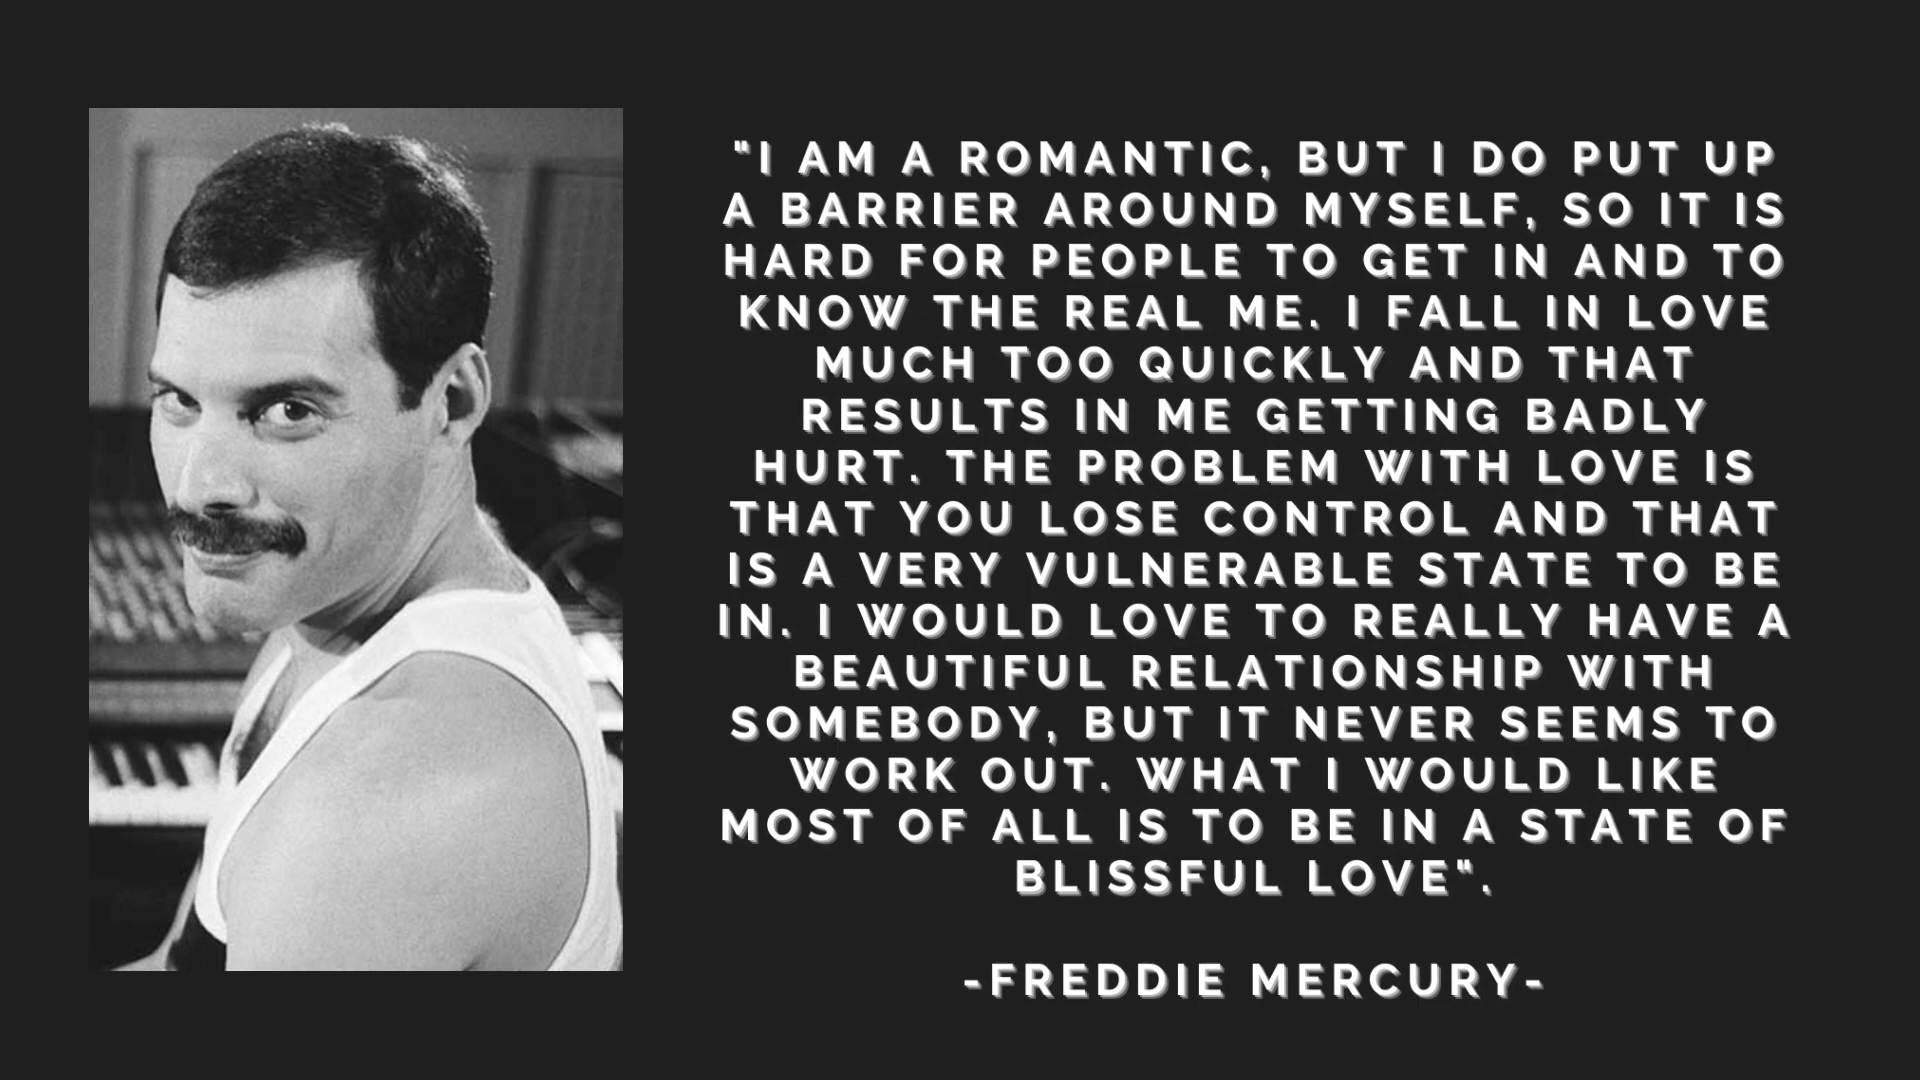 "I AM A ROMANTIC, BUT I DO PUT UP
A BARRIER AROUND MYSELF, SO IT IS
HARD FOR PEOPLE TO GET IN AND TO
KNOW THE REAL ME. I FALL IN LOVE
MUCH TOO QUICKLY AND THAT
RESULTS IN ME GETTING BADLY
HURT. THE PROBLEM WITH LOVE IS
THAT YOU LOSE CONTROL AND THAT
IS A VERY VULNERABLE STATE TO BE
IN. I WOULD LOVE TO REALLY HAVE A
BEAUTIFUL RELATIONSHIP WITH
SOMEBODY, BUT IT NEVER SEEMS TO
WORK OUT. WHAT I WOULD LIKE
MOST OF ALL IS TO BE IN A STATE OF
BLISSFUL LOVE".
-FREDDIE MERCURY-